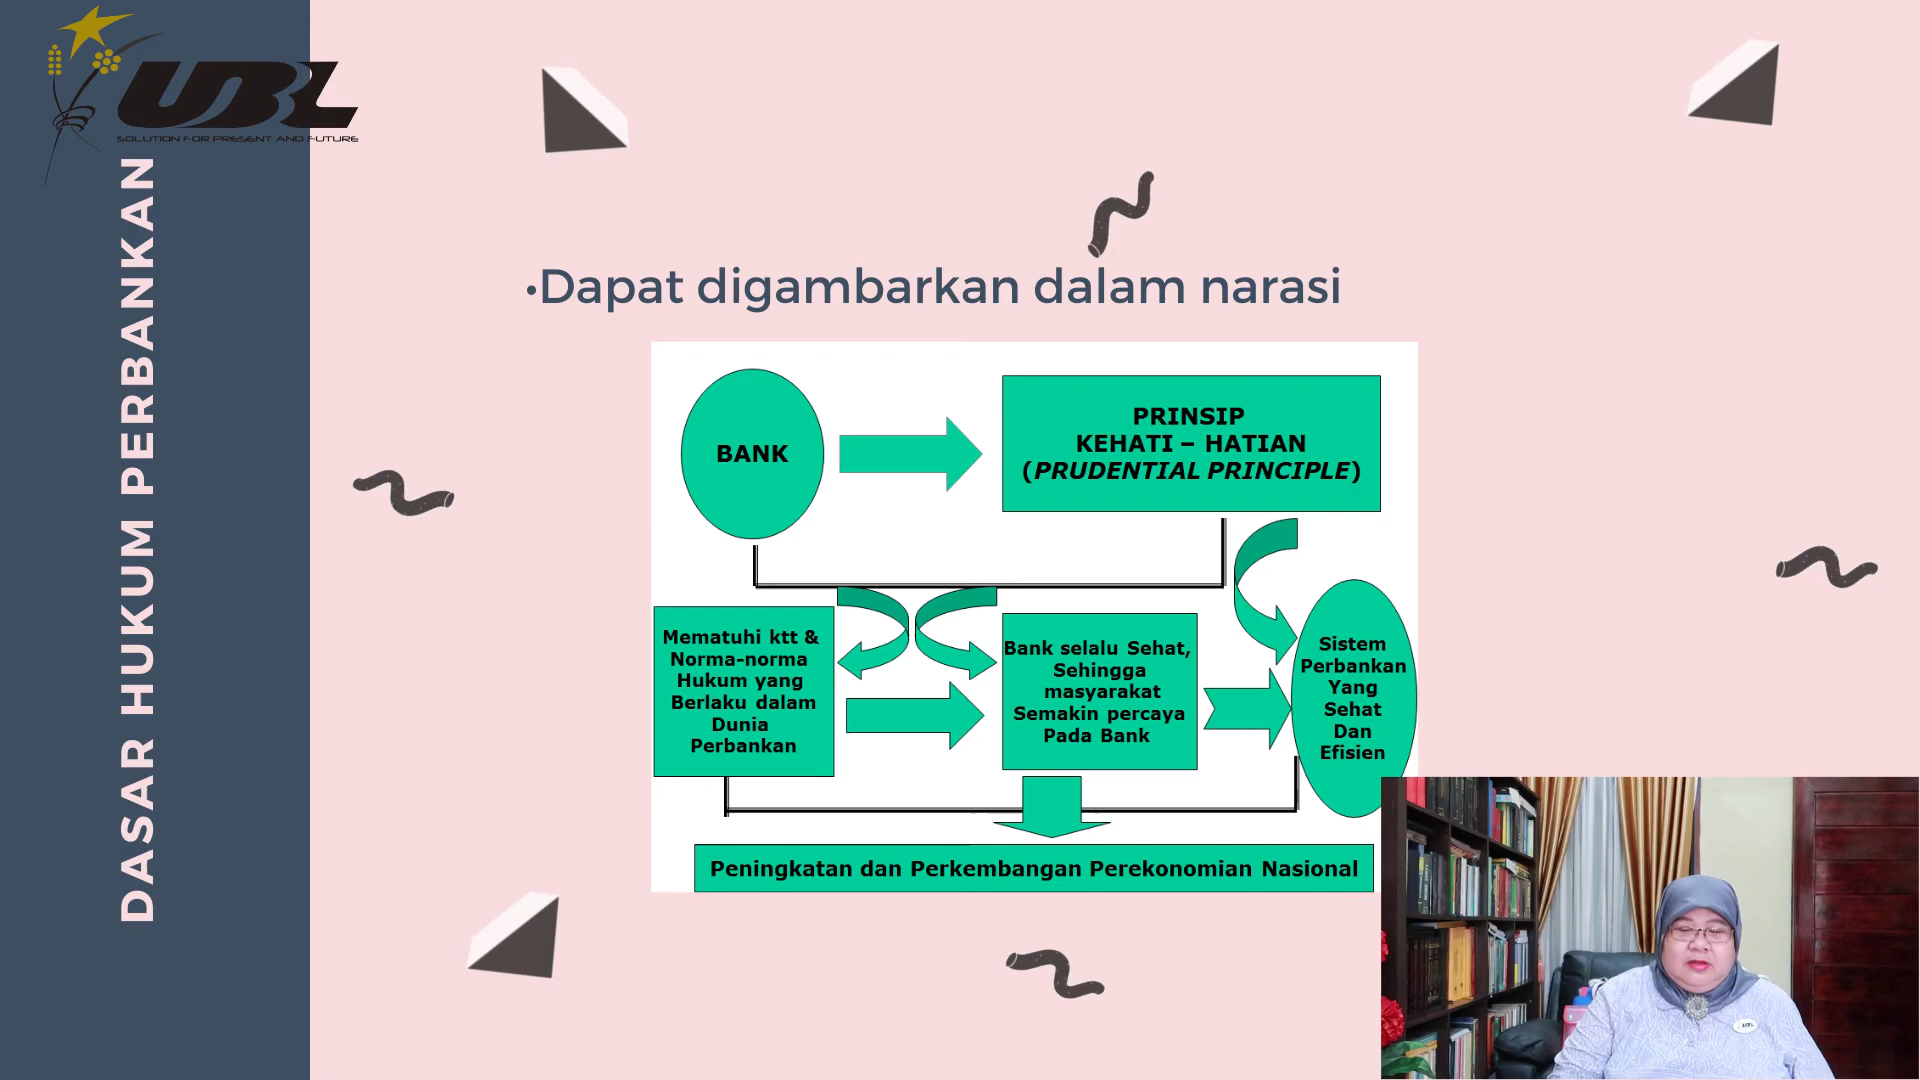 UBL
SOLUTION FOR PRESENT AND FUTURE
DASAR HUKUM PERBANKAN
•Dapat digambarkan dalam narasi
BANK
PRINSIP
KEHATI – HATIAN
(PRUDENTIAL PRINCIPLE)
Mematuhi ktt &
Norma-norma
Hukum yang
Berlaku dalam
Dunia
Perbankan
Bank selalu Sehat,
Sehingga
masyarakat
Semakin percaya
Pada Bank
Sistem
Perbankan
Yang
Sehat
Dan
Efisien
Peningkatan dan Perkembangan Perekonomian Nasional
UBL